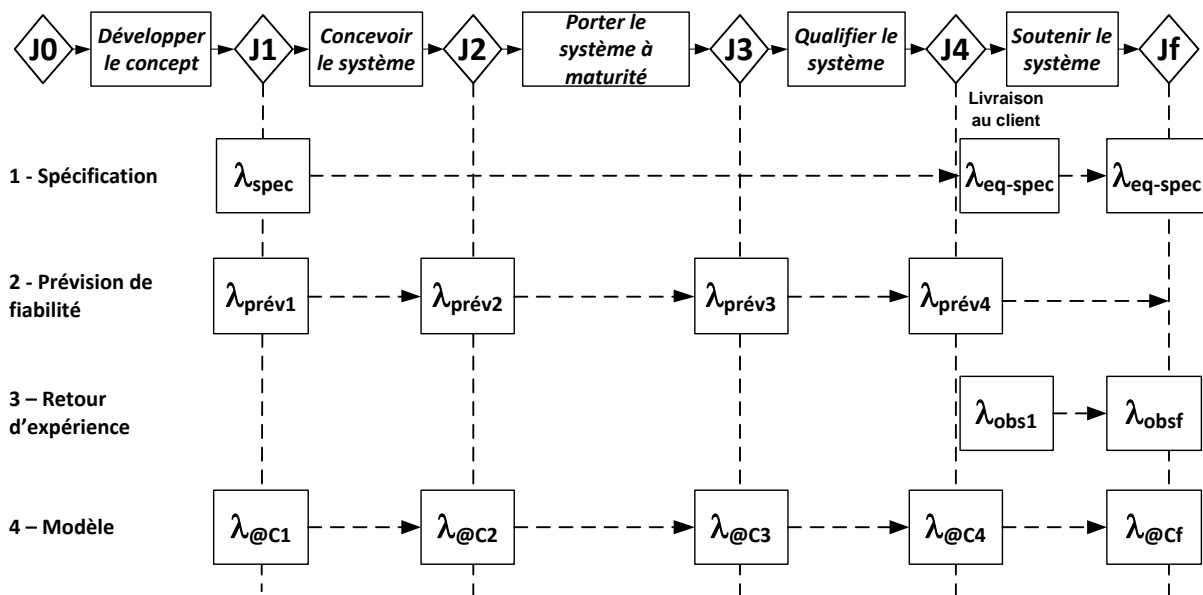 J0
Développer
le concept
J1
Concevoir
le système
J2
Porter le
système à
maturité
J3
Qualifier le
système
J4
Soutenir le
système
Jf
Livraison
au client
1 - Spécification
λspec
λeq-spec
λeq-spec
2 - Prévision de
fiabilité
λprév1
λprév2
λprév3
λprév4
3 – Retour
d’expérience
λobs1
λobsf
4 – Modèle
λ@C1
λ@C2
λ@C3
λ@C4
λ@Cf